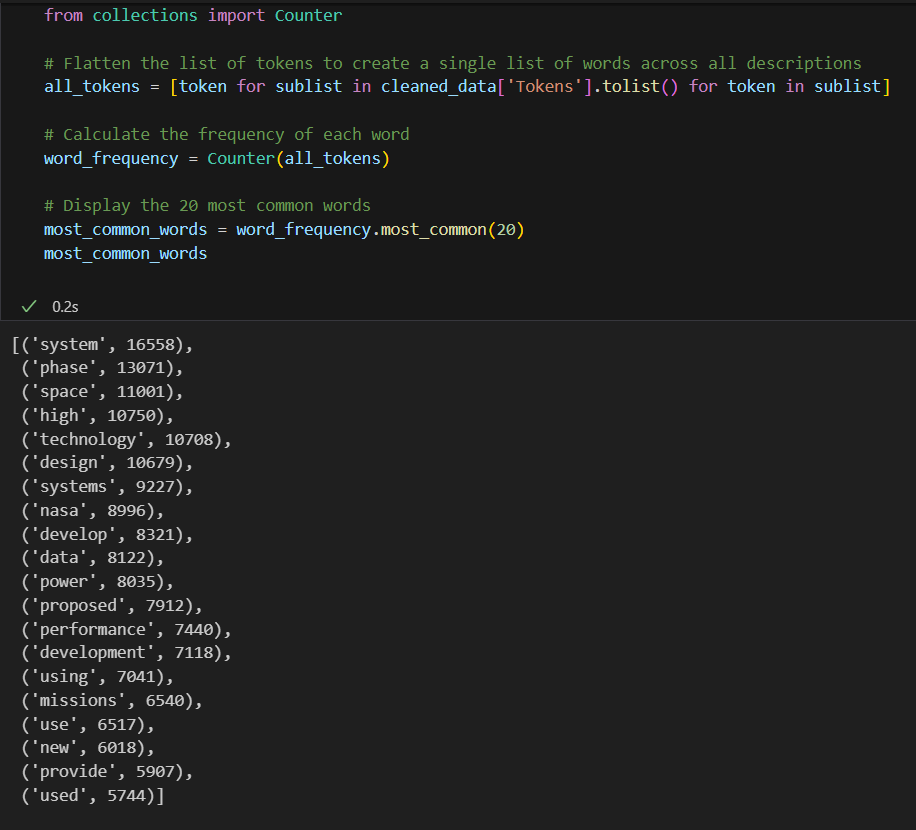 from collections import Counter
# Flatten the list of tokens to create a single list of words across all descriptions
all_tokens = [token for sublist in cleaned_data['Tokens'].tolist() for token in sublist]
# Calculate the frequency of each word
word_frequency = Counter(all_tokens)
# Display the 20 most common words
most_common_words = word_frequency.most_common(20)
most_common_words
✓ 0.2s
[('system', 16558),
('phase', 13071),
('space', 11001),
('high', 10750),
('technology', 10708),
('design', 10679),
('systems', 9227),
('nasa', 8996),
('develop', 8321),
('data', 8122),
('power', 8035),
('proposed', 7912),
('performance', 7440),
('development', 7118),
('using', 7041),
('missions', 6540),
('use', 6517),
('new', 6018),
('provide', 5907),
('used', 5744)]